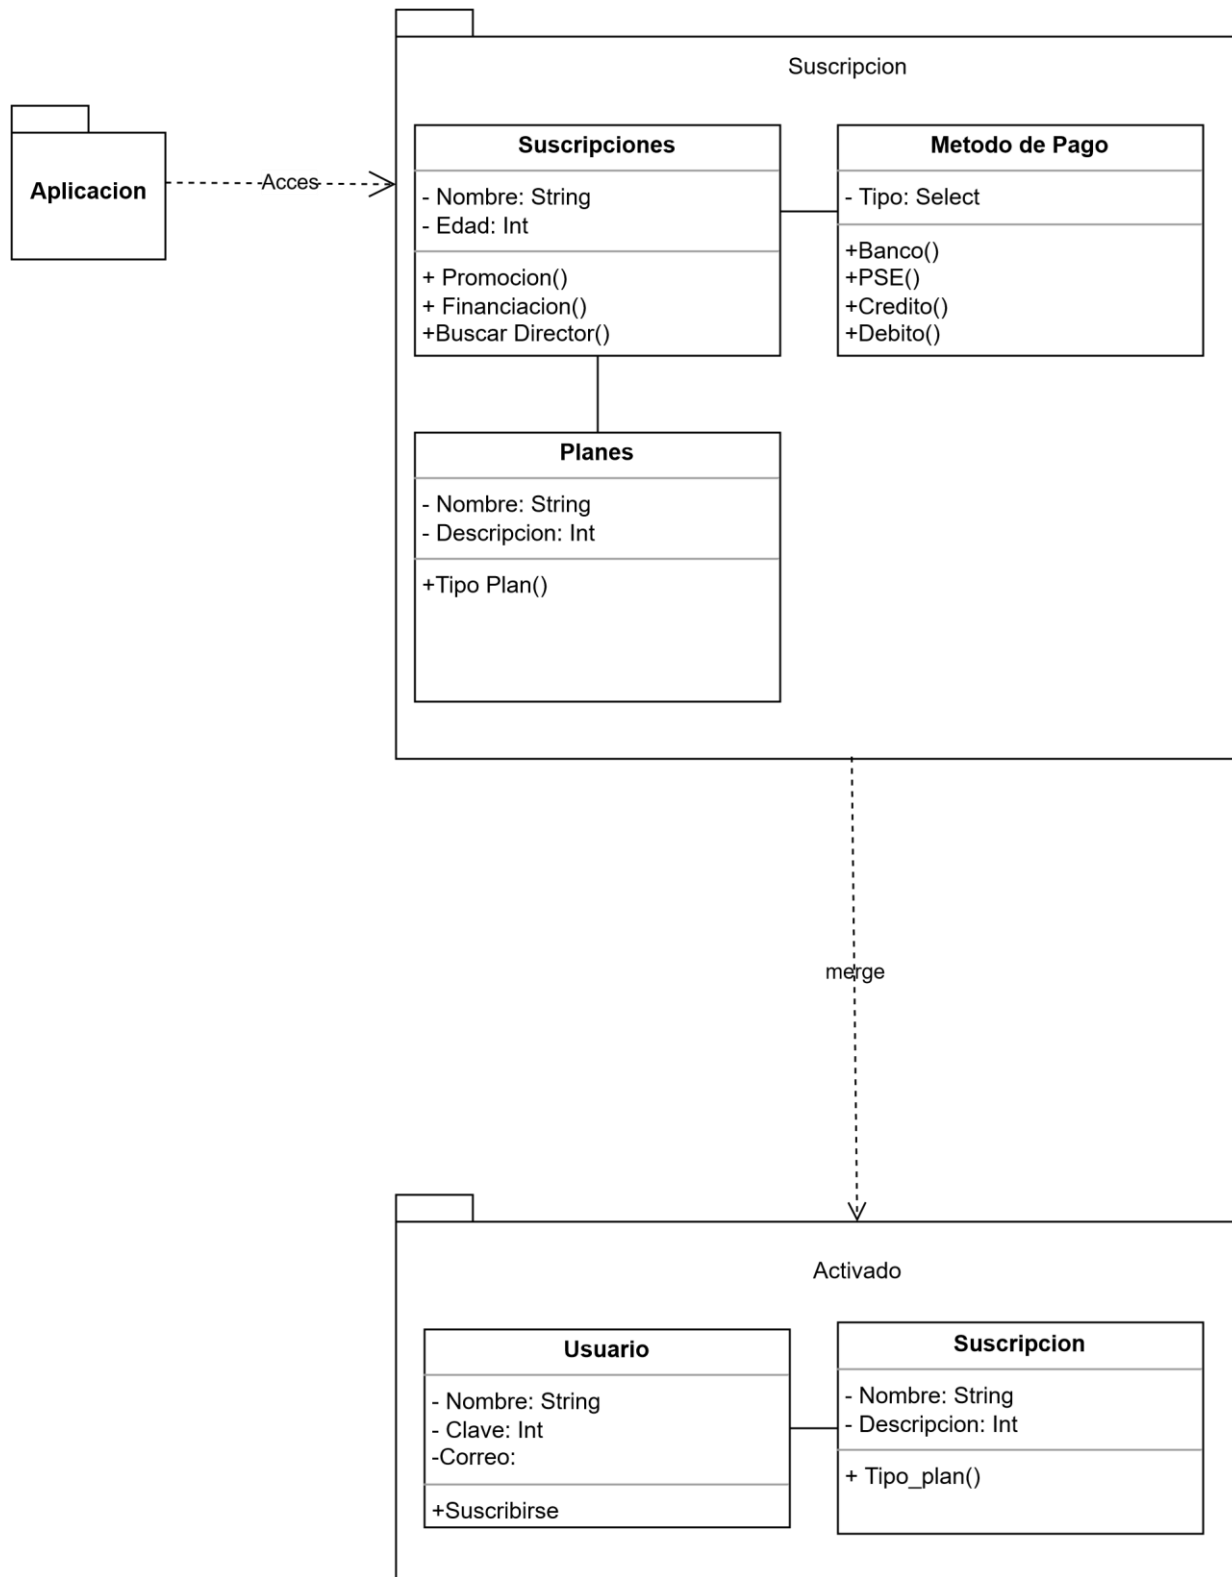 Suscripcion
Aplicacion
Acces
Suscripciones
- Nombre: String
- Edad: Int
+ Promocion()
+ Financiacion()
+Buscar Director()
Metodo de Pago
- Tipo: Select
+Banco()
+PSE()
+Credito()
+Debito()
Planes
- Nombre: String
- Descripcion: Int
+Tipo Plan()
merge
Activado
Usuario
- Nombre: String
- Clave: Int
-Correo:
+Suscribirse
Suscripcion
- Nombre: String
- Descripcion: Int
+ Tipo_plan()